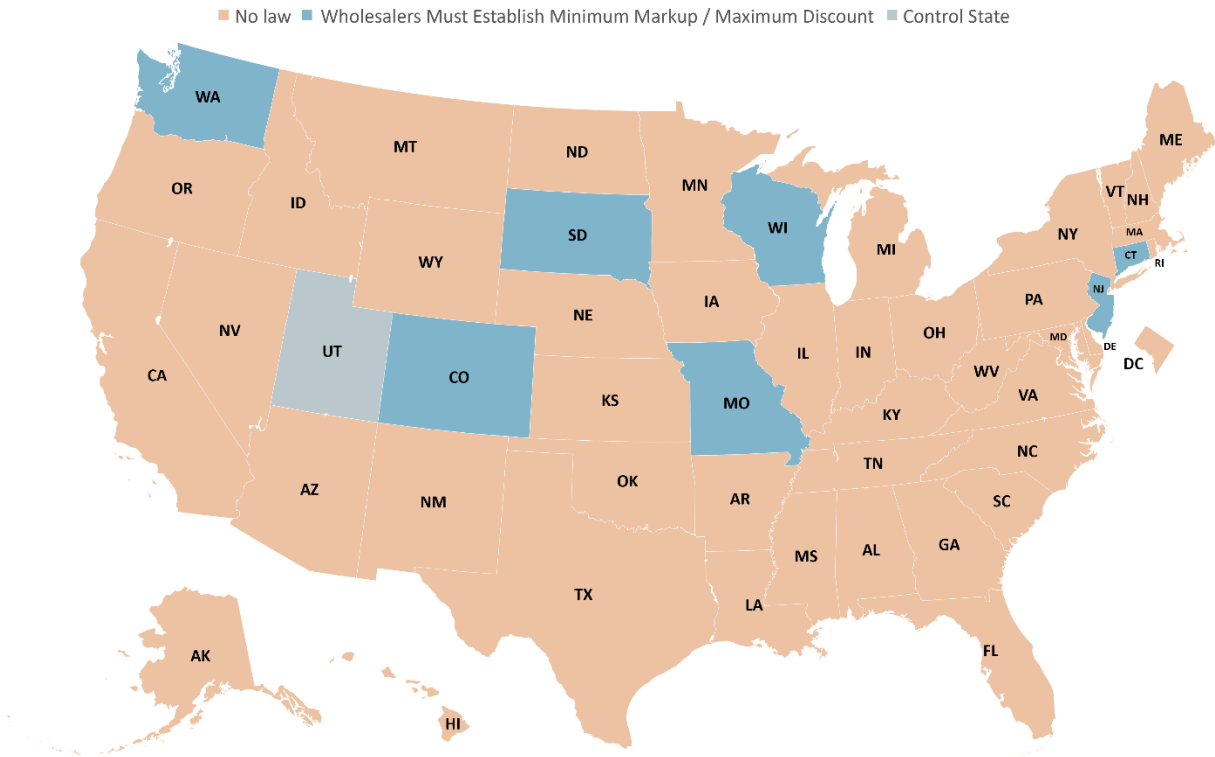 No law Wholesalers Must Establish Minimum Markup / Maximum Discount Control State
WA
MT
ND
MN
ME
OR
ID
SD
WI
VT
NH
MI
NY
MA
CT
RI
WY
IA
PA
NJ
NE
NV
UT
CO
IL
IN
OH
MD
DE
DC
CA
KS
MO
WV
VA
KY
AZ
NM
OK
AR
TN
NC
SC
MS
AL
GA
TX
LA
AK
FL
HI